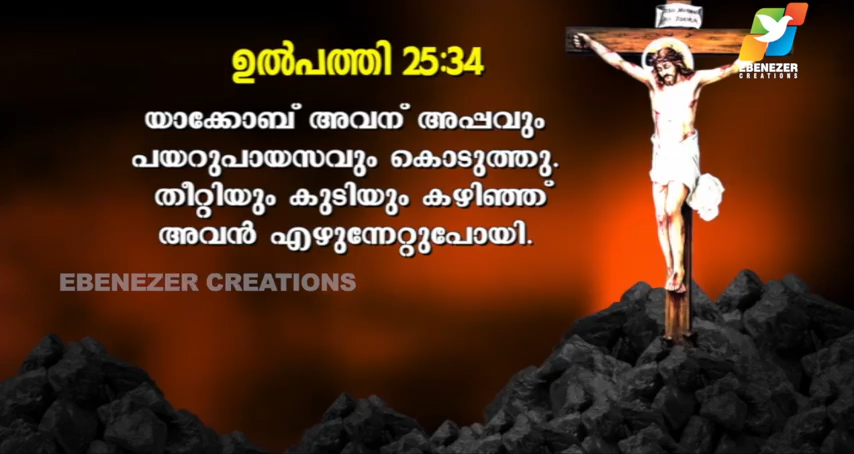 ഉൽപത്തി 25:34
യാക്കോബ് അവന് അപ്പവും
പയറുപായസവും കൊടുത്തു.
തീറ്റിയും കുടിയും കഴിഞ്ഞ്
അവൻ എഴുന്നേറ്റുപോയി.
EBENEZER CREATIONS
EBENEZER
CREATIONS